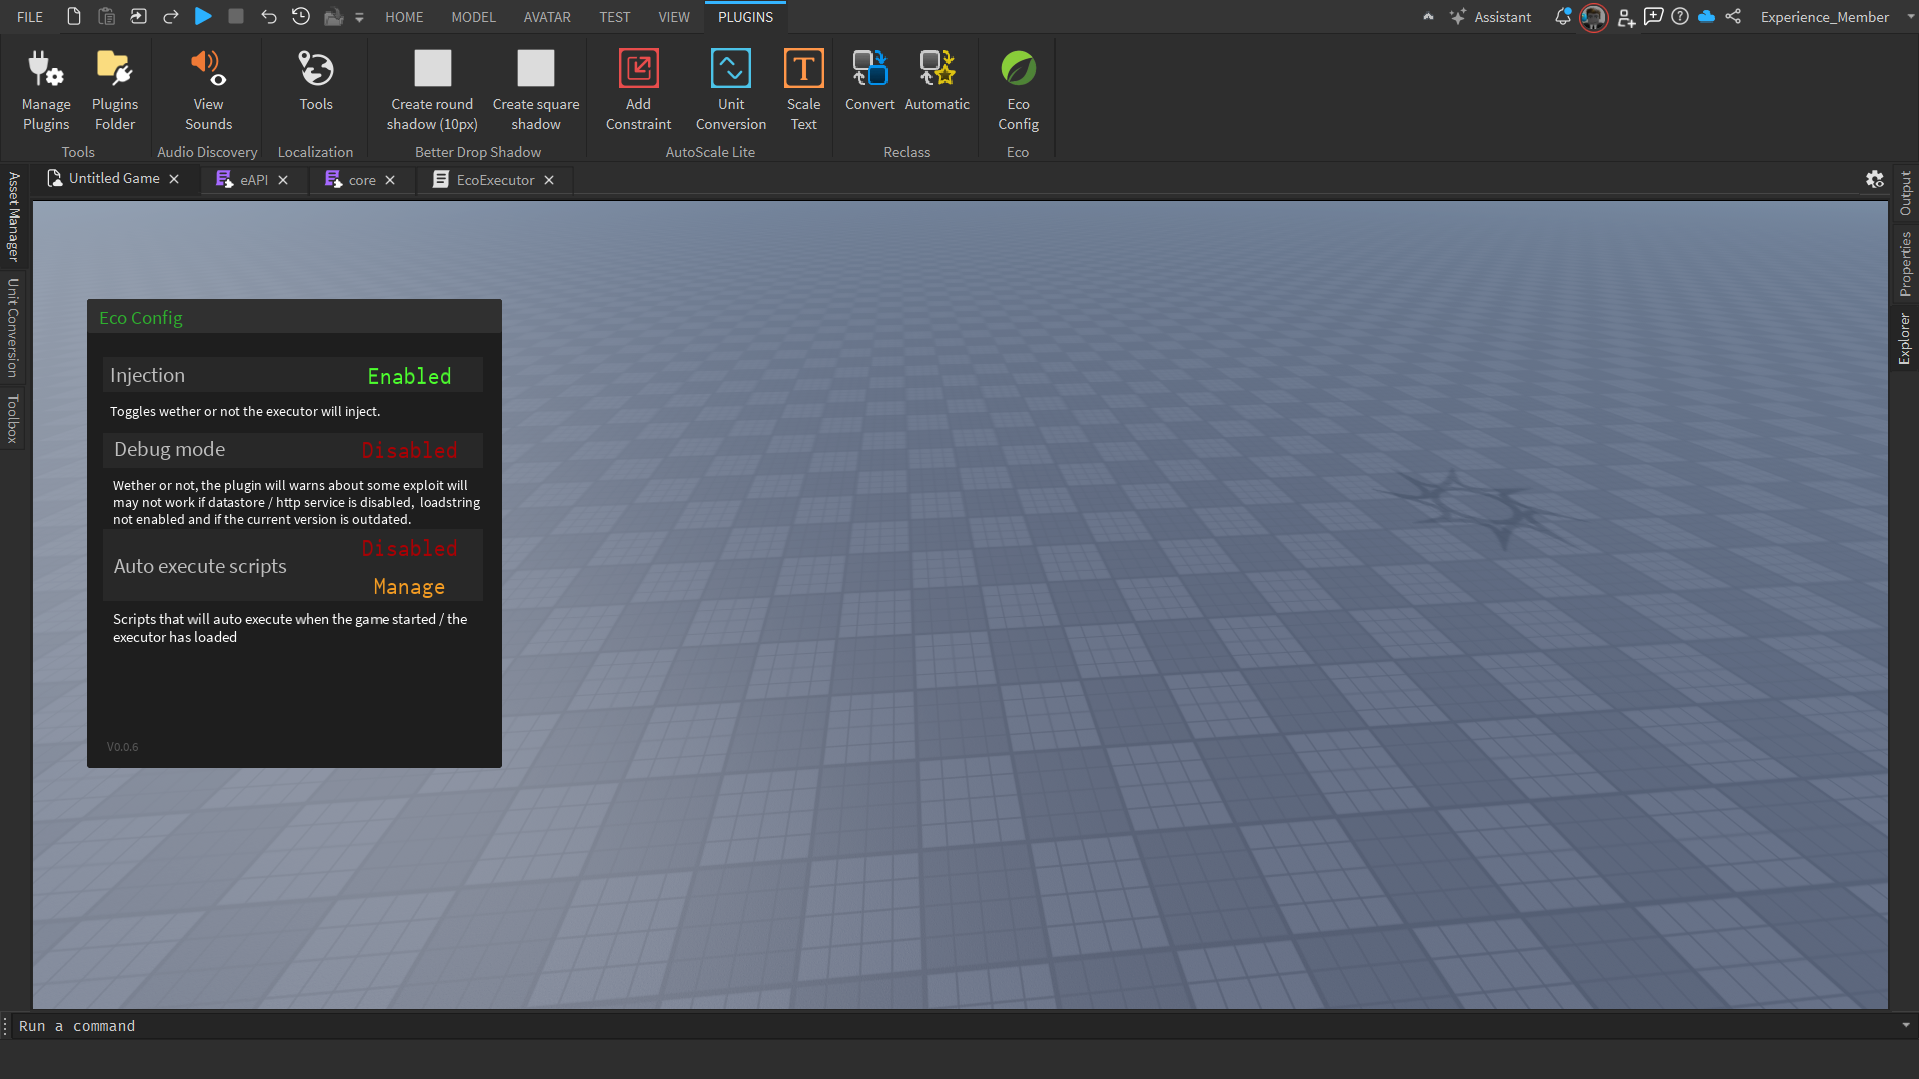 FILE
HOME
MODEL
AVATAR
TEST
VIEW
PLUGINS
Assistant
Experience_Member
Manage
Plugins
Plugins
Folder
Tools
View
Sounds
Audio Discovery
Tools
Localization
Create round
shadow (10px)
Create square
shadow
Better Drop Shadow
Add
Constraint
Unit
Conversion
Scale
Text
AutoScale Lite
Convert
Automatic
Reclass
Eco
Config
Eco
Untitled Game
eAPI
core
EcoExecutor
Asset Manager
Unit Conversion
Toolbox
Output
Properties
Explorer
Eco Config
Injection
Enabled
Toggles wether or not the executor will inject.
Debug mode
Disabled
Wether or not, the plugin will warns about some exploit will
may not work if datastore / http service is disabled, loadstring
not enabled and if the current version is outdated.
Auto execute scripts
Disabled
Manage
Scripts that will auto execute when the game started / the
executor has loaded
V0.0.6
Run a command